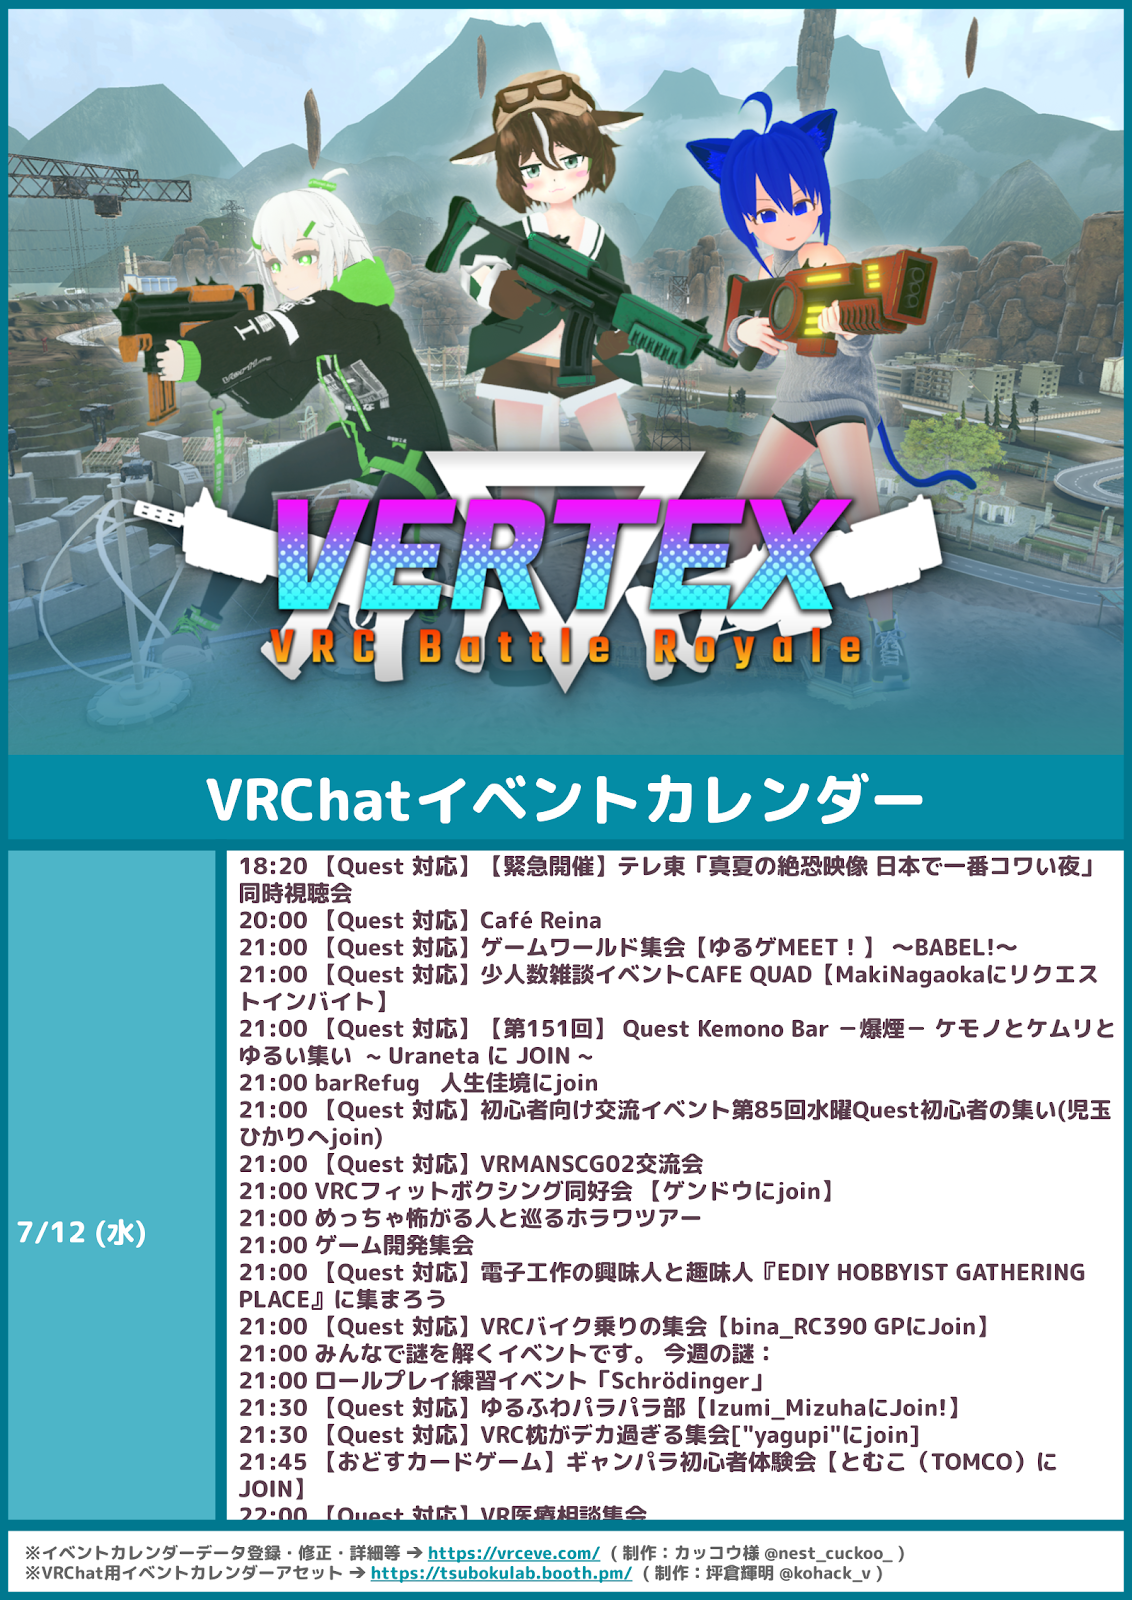 VERTEX
VRC Battle Royale
VRChatイベントカレンダー
7/12 (水)
18:20 【Quest 対応】【緊急開催】テレ東「真夏の絶恐映像 日本で一番コワい夜」
同時視聴会
20:00 【Quest 対応】Café Reina
21:00 【Quest 対応】ゲームワールド集会【ゆるゲMEET！】 ～BABEL!～
21:00 【Quest 対応】少人数雑談イベントCAFE QUAD【MakiNagaokaにリクエス
トインバイト】
21:00 【Quest 対応】【第151回】 Quest Kemono Bar －爆煙－ ケモノとケムリと
ゆるい集い ～ Uraneta に JOIN ～
21:00 barRefug　人生佳境にjoin
21:00 【Quest 対応】初心者向け交流イベント第85回水曜Quest初心者の集い(児玉
ひかりへjoin)
21:00 【Quest 対応】VRMANSCG02交流会
21:00 VRCフィットボクシング同好会 【ゲンドウにjoin】
21:00 めっちゃ怖がる人と巡るホラワツアー
21:00 ゲーム開発集会
21:00 【Quest 対応】電子工作の興味人と趣味人『EDIY HOBBYIST GATHERING
PLACE』に集まろう
21:00 【Quest 対応】VRCバイク乗りの集会【bina_RC390 GPにJoin】
21:00 みんなで謎を解くイベントです。 今週の謎：
21:00 ロールプレイ練習イベント「Schrödinger」
21:30 【Quest 対応】ゆるふわパラパラ部【Izumi_MizuhaにJoin!】
21:30 【Quest 対応】VRC枕がデカ過ぎる集会["yagupi"にjoin]
21:45 【おどすカードゲーム】ギャンパラ初心者体験会【とむこ（TOMCO）に
JOIN】
22:00 【Quest 対応】VR医療相談集会
※イベントカレンダーデータ登録・修正・詳細等 ➔ https://vrceve.com/ ( 制作：カッコウ様 @nest_cuckoo_ )
※VRChat用イベントカレンダーアセット ➔ https://tsubokulab.booth.pm/ ( 制作：坪倉輝明 @kohack_v )